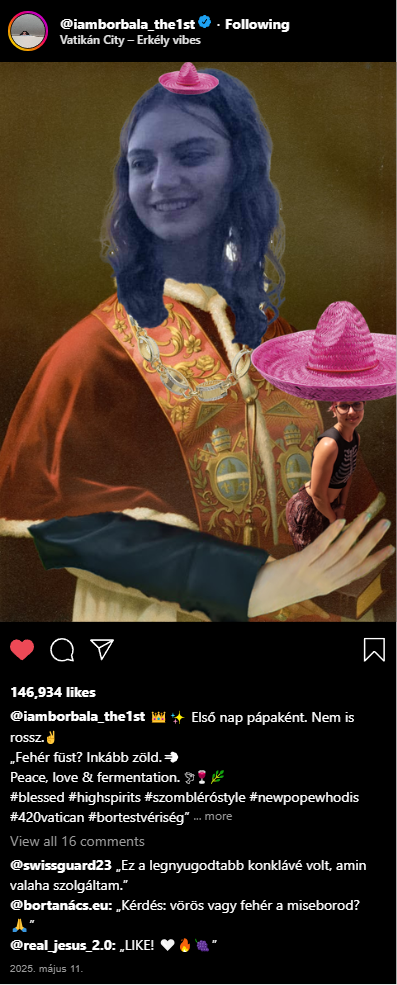 @iamborbala_the1st · Following
Vatikán City – Erkély vibes
146,934 likes
@iamborbala_the1st 👑 ✨ Első nap pápaként. Nem is
rossz.✌️
„Fehér füst? Inkább zöld. 💨
Peace, love & fermentation. 🕊️🍷🌿
#blessed #highspirits #szombléróstyle #newpopewhodis
#420vatican #bortestvériség” ... more
View all 16 comments
@swissguard23 „Ez a legnyugodtabb konklávé volt, amin
valaha szolgáltam.”
@bortanács.eu: „Kérdés: vörös vagy fehér a miseborod?
🙏”
@real_jesus_2.0: „LIKE! 🤍🔥🍇”
2025. május 11.